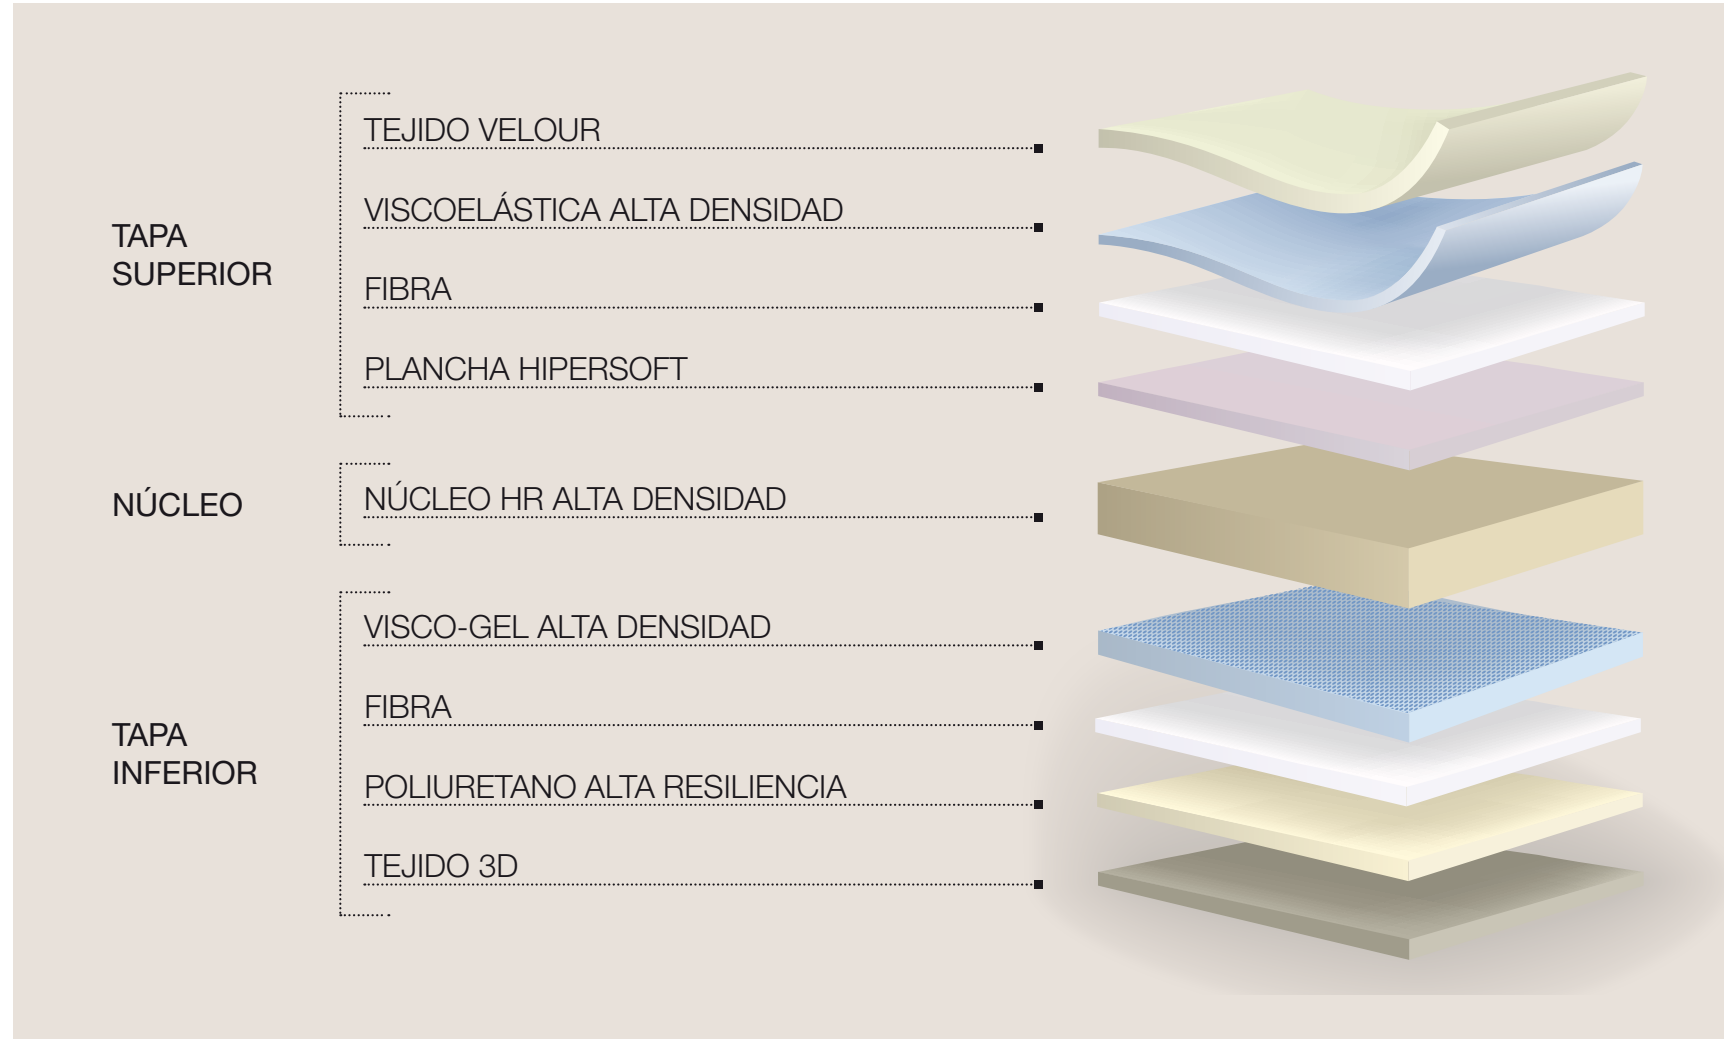 TAPA
SUPERIOR
TEJIDO VELOUR
VISCOELÁSTICA ALTA DENSIDAD
FIBRA
PLANCHA HIPERSOFT
NÚCLEO
NÚCLEO HR ALTA DENSIDAD
TAPA
INFERIOR
VISCO-GEL ALTA DENSIDAD
FIBRA
POLIURETANO ALTA RESILIENCIA
TEJIDO 3D